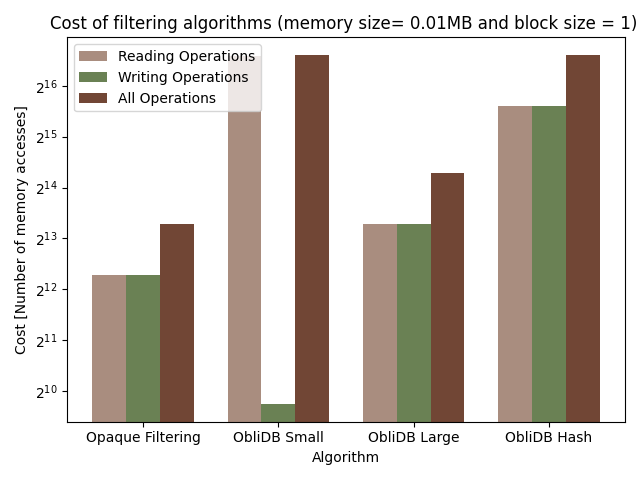 Cost of filtering algorithms (memory size= 0.01MB and block size = 1)
Reading Operations
Writing Operations
All Operations
2^16
2^15
2^14
2^13
2^12
2^11
2^10
Cost [Number of memory accesses]
Opaque Filtering ObliDB Small ObliDB Large ObliDB Hash
Algorithm